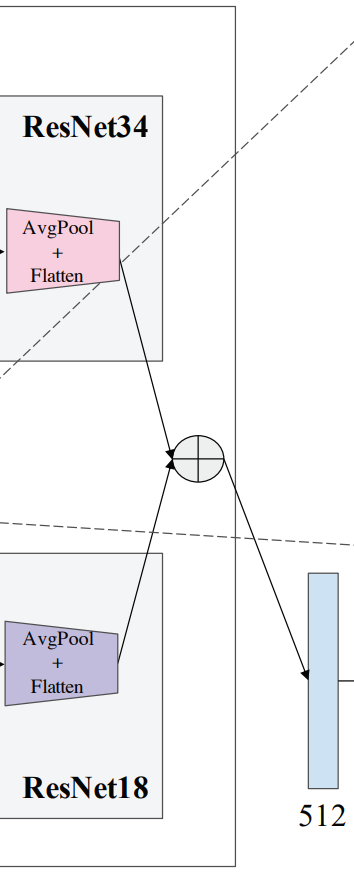 ResNet34
AvgPool
+
Flatten
AvgPool
+
Flatten
ResNet18
512